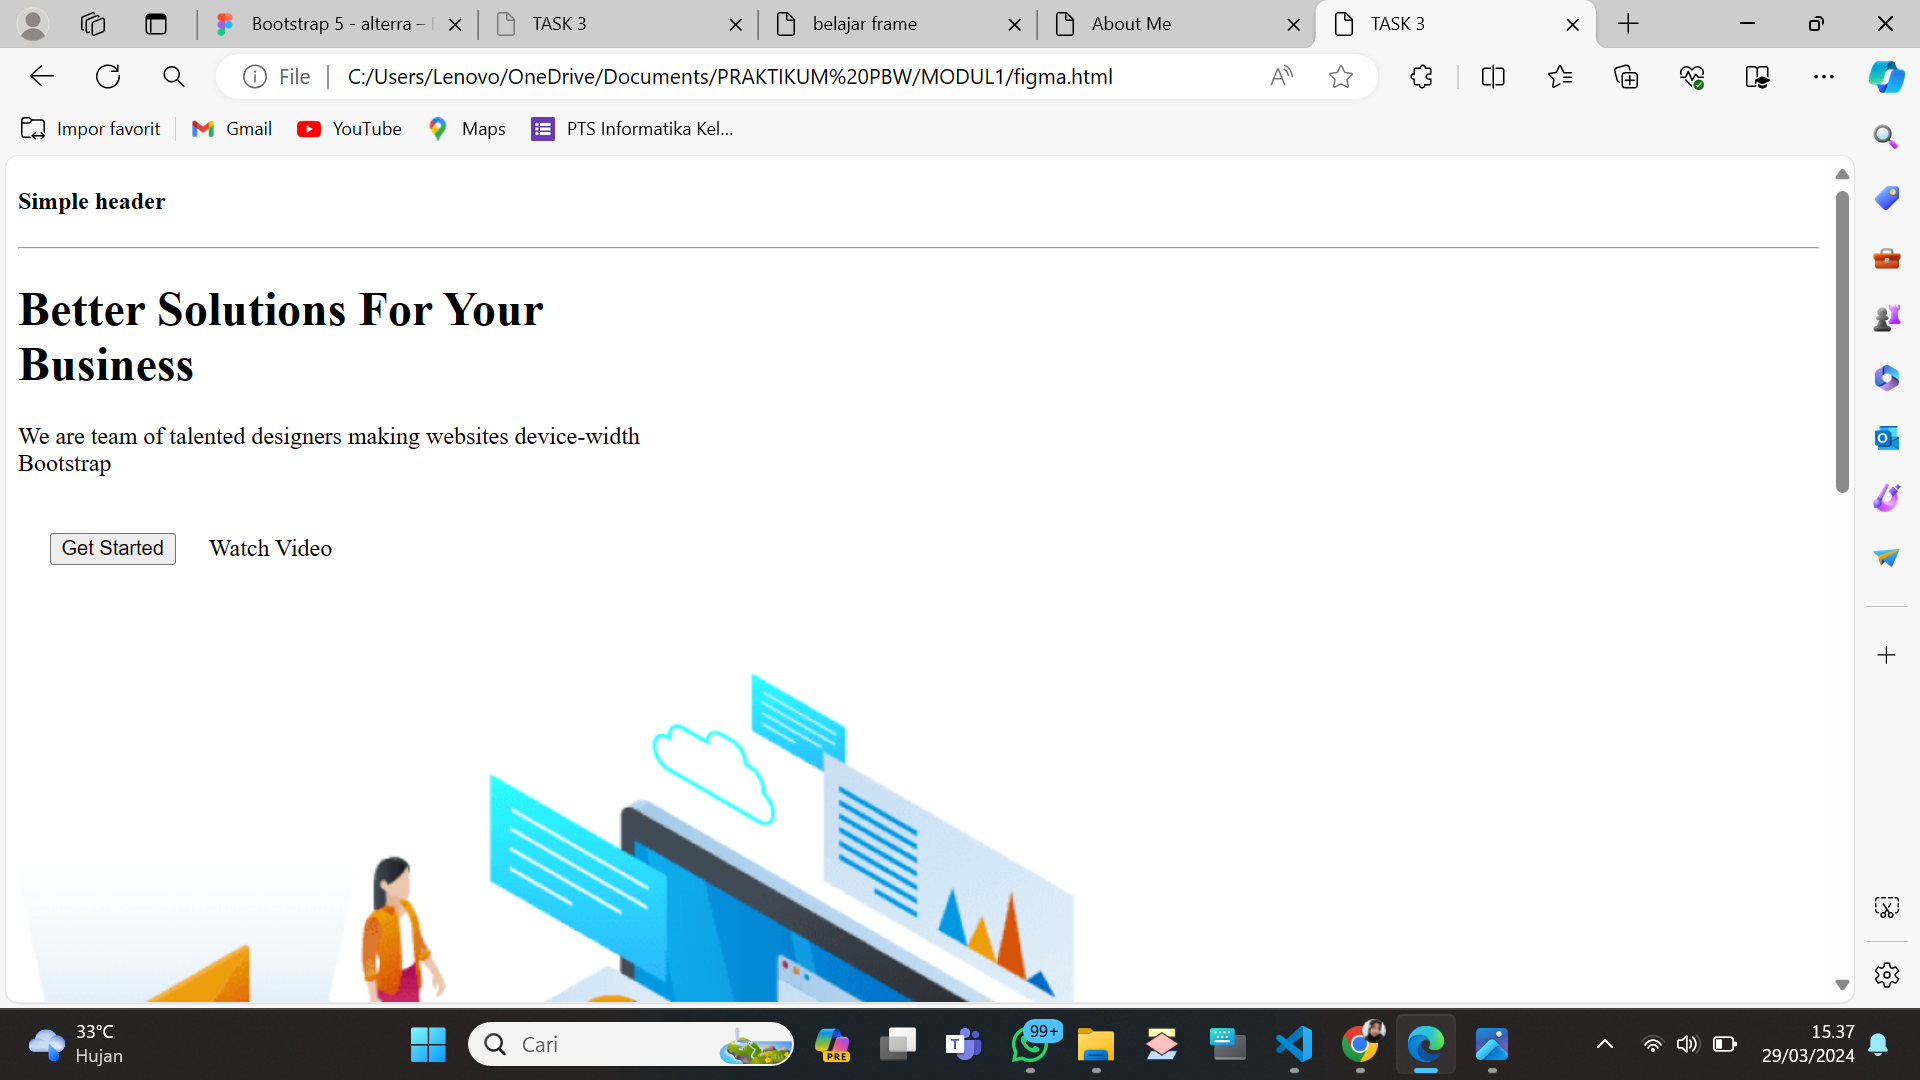 Bootstrap 5 - alterra –
TASK 3
belajar frame
About Me
TASK 3
File
C:/Users/Lenovo/OneDrive/Documents/PRAKTIKUM%20PBW/MODUL1/figma.html
Impor favorit
Gmail
YouTube
Maps
PTS Informatika Kel...
Simple header
Better Solutions For Your
Business
We are team of talented designers making websites device-width
Bootstrap
Get Started
Watch Video
33°C
Hujan
Cari
PRE
99+
15.37
29/03/2024